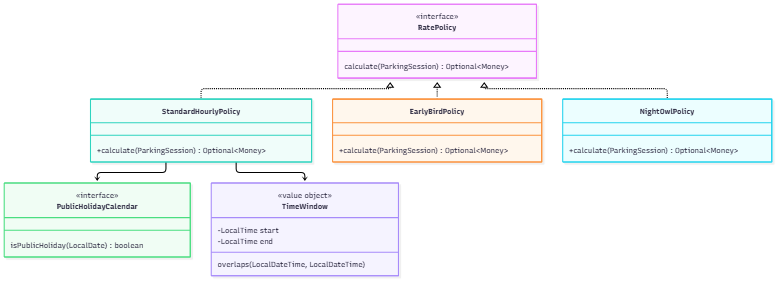 «interface»
RatePolicy
calculate(ParkingSession) : Optional<Money>
StandardHourlyPolicy
+calculate(ParkingSession) : Optional<Money>
EarlyBirdPolicy
+calculate(ParkingSession) : Optional<Money>
NightOwlPolicy
+calculate(ParkingSession) : Optional<Money>
«interface»
PublicHolidayCalendar
isPublicHoliday(LocalDate) : boolean
«value object»
TimeWindow
-LocalTime start
-LocalTime end
overlaps(LocalDateTime, LocalDateTime)